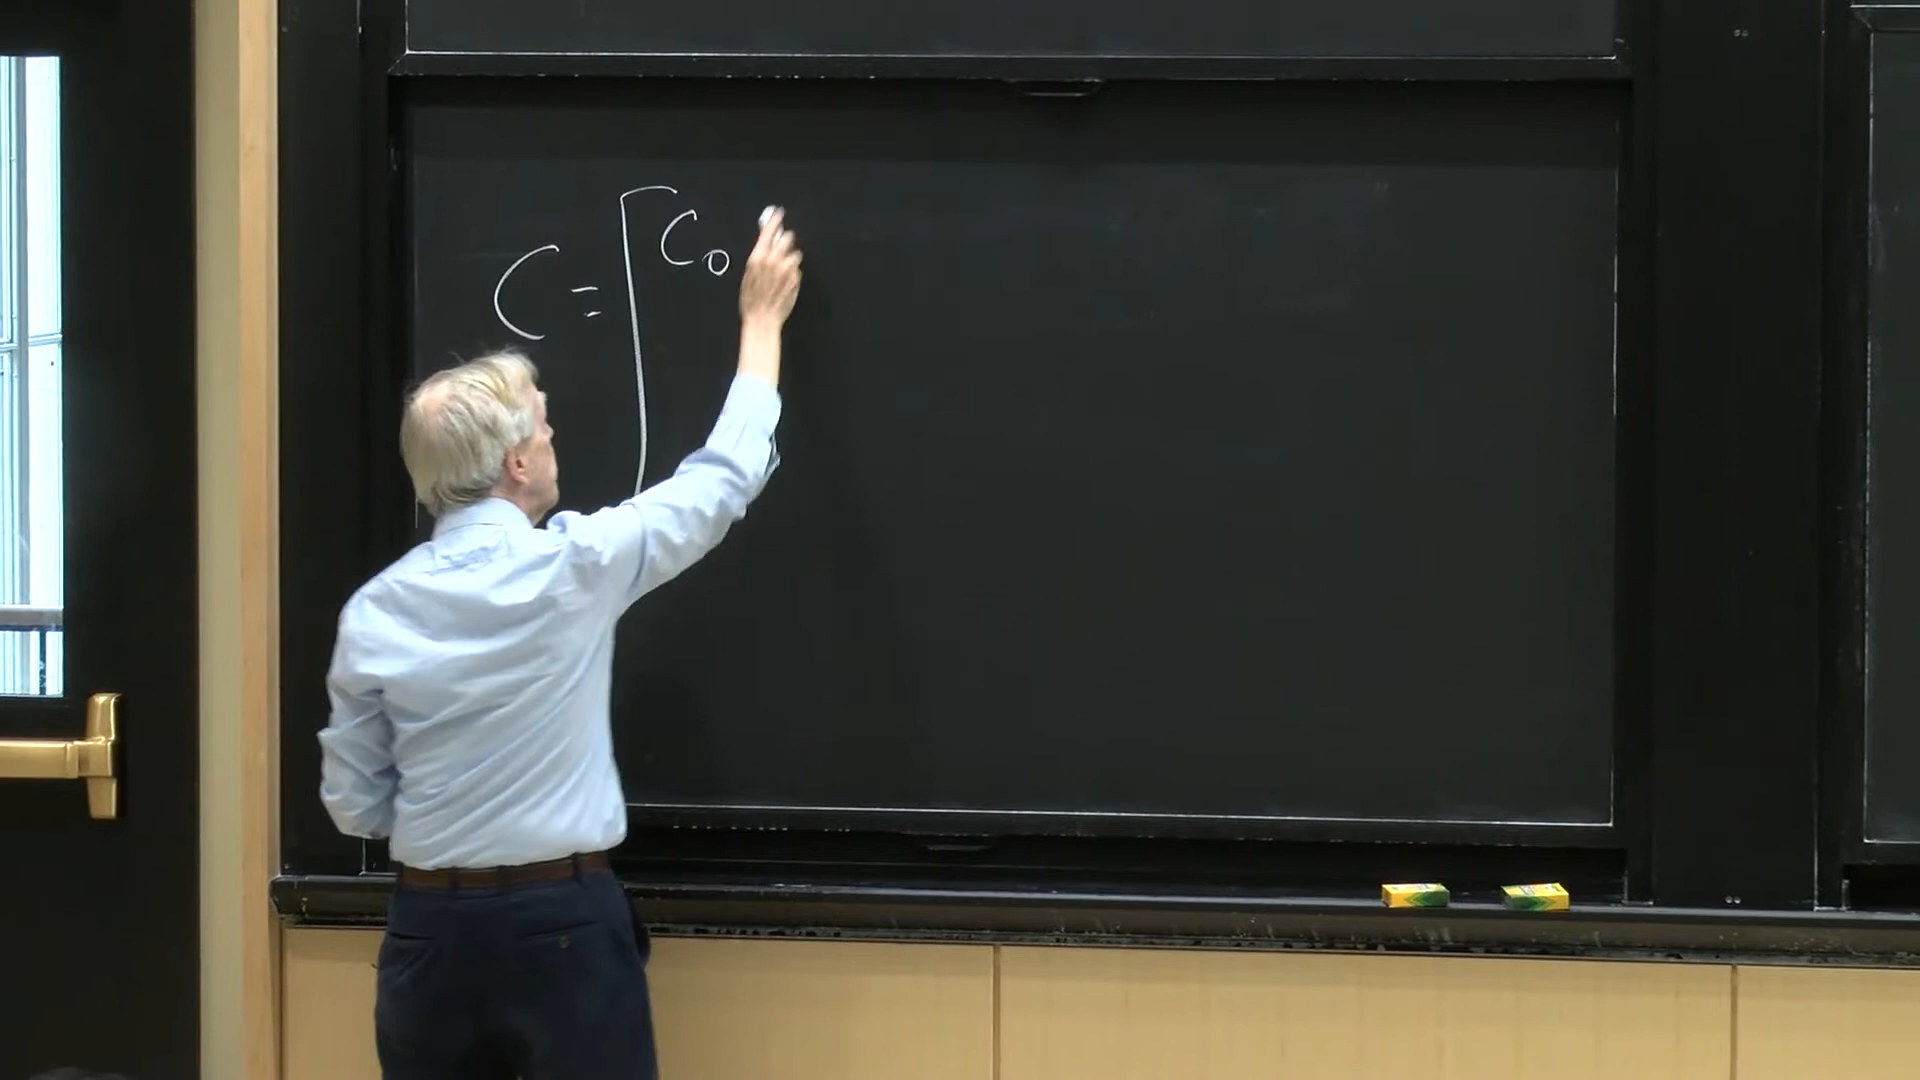 C = [ C₀